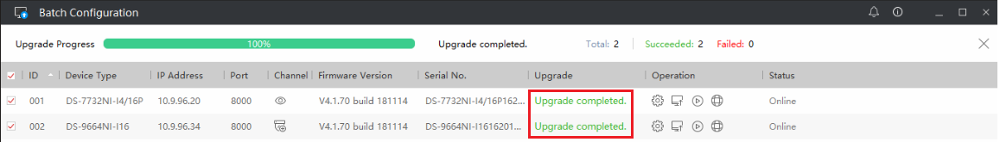 Batch Configuration
Upgrade Progress 100% Upgrade completed. Total: 2 Succeeded: 2 Failed: 0
ID Device Type IP Address Port Channel Firmware Version Serial No. Upgrade Operation Status
001 DS-7732NI-I4/16P 10.9.96.20 8000 V4.1.70 build 181114 DS-7732NI-I4/16P162... Upgrade completed. Online
002 DS-9664NI-I16 10.9.96.34 8000 V4.1.70 build 181114 DS-9664NI-I1616201... Upgrade completed. Online